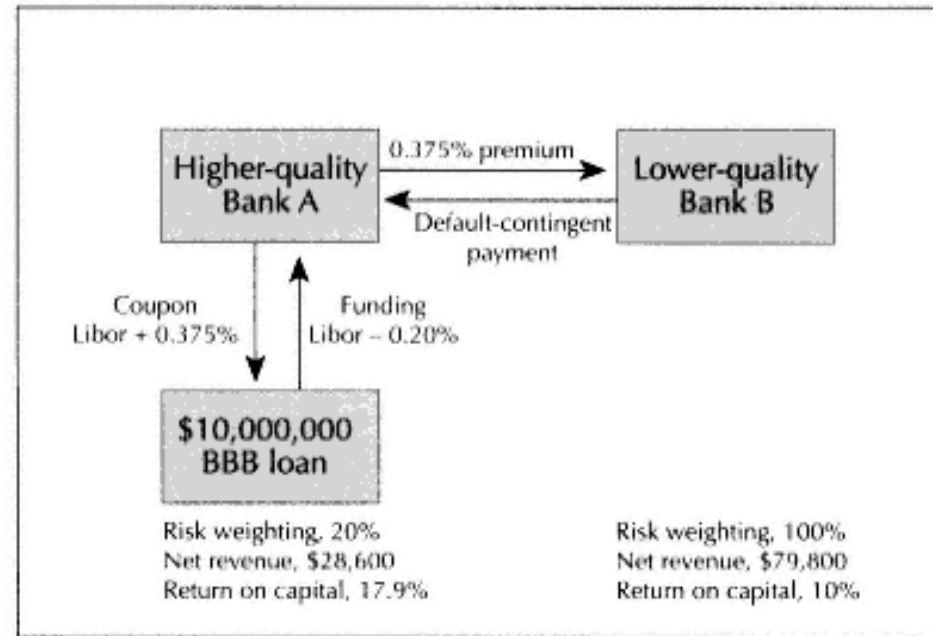 Higher-quality
Bank A
0.375% premium
Lower-quality
Bank B
Default-contingent
payment
Coupon
Libor + 0.375%
Funding
Libor – 0.20%
$10,000,000
BBB loan
Risk weighting, 20%
Net revenue, $28,600
Return on capital, 17.9%
Risk weighting, 100%
Net revenue, $79,800
Return on capital, 10%